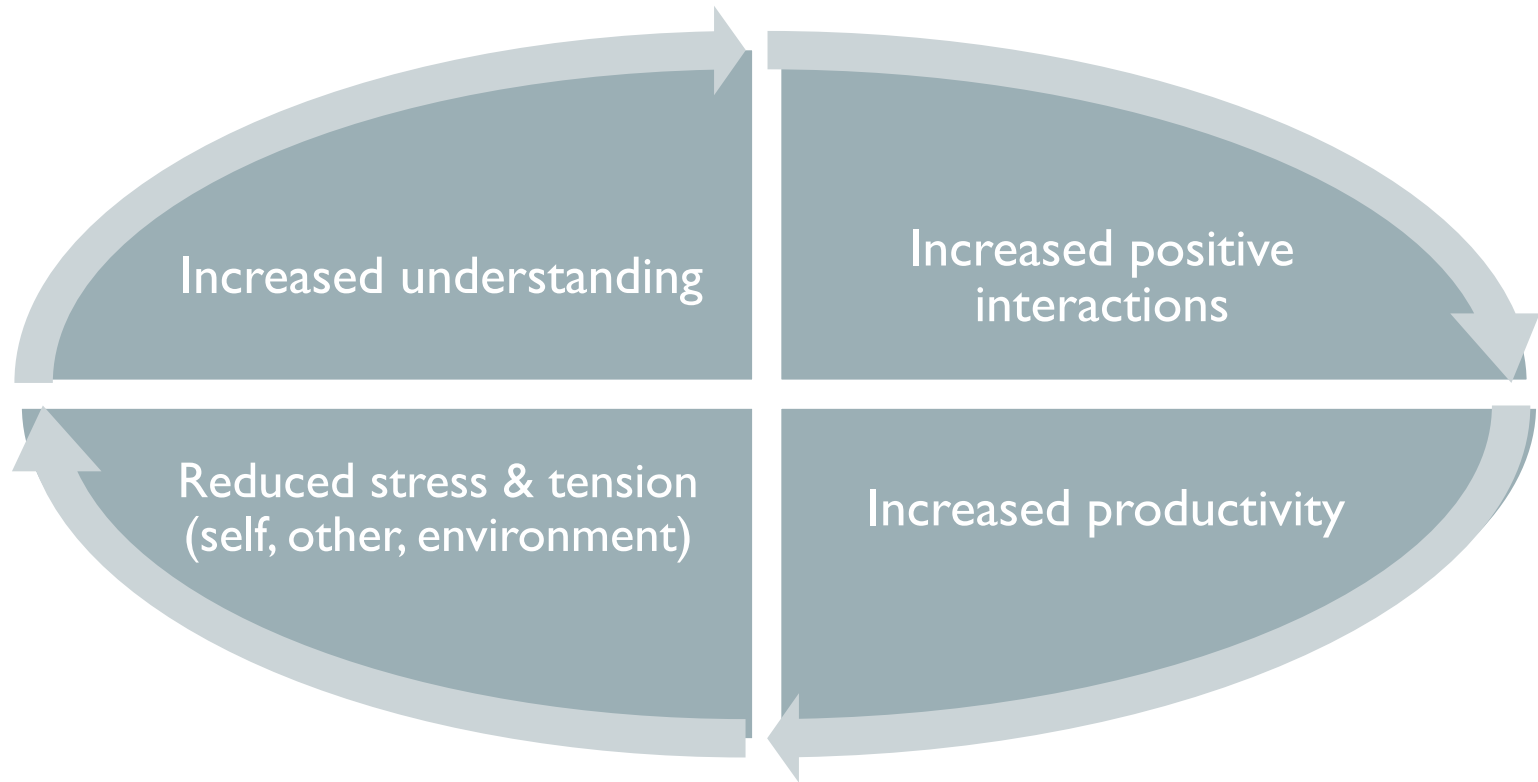 Increased understanding
Increased positive
interactions
Reduced stress & tension
(self, other, environment)
Increased productivity